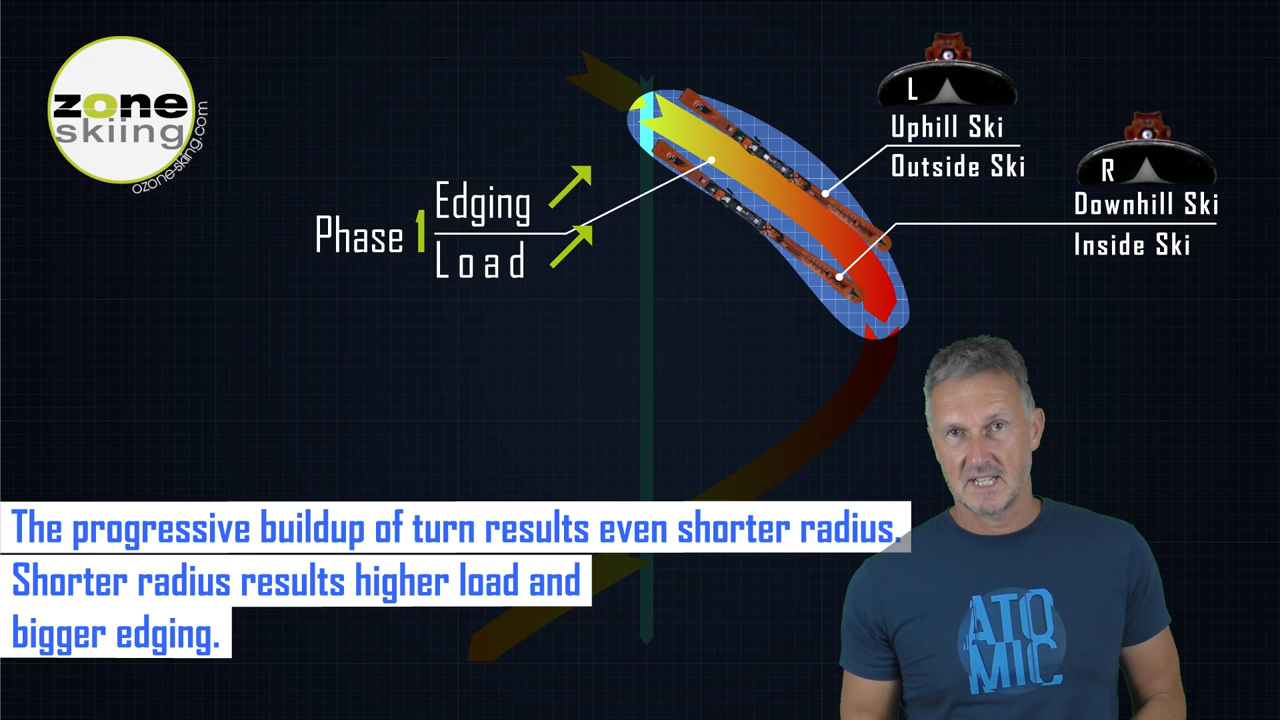 zone
skiing
ozone-skiing.com
L
Uphill Ski
Outside Ski
R
Downhill Ski
Inside Ski
Phase 1
Edging
Load
The progressive buildup of turn results even shorter radius.
Shorter radius results higher load and
bigger edging.
ATO
MIC